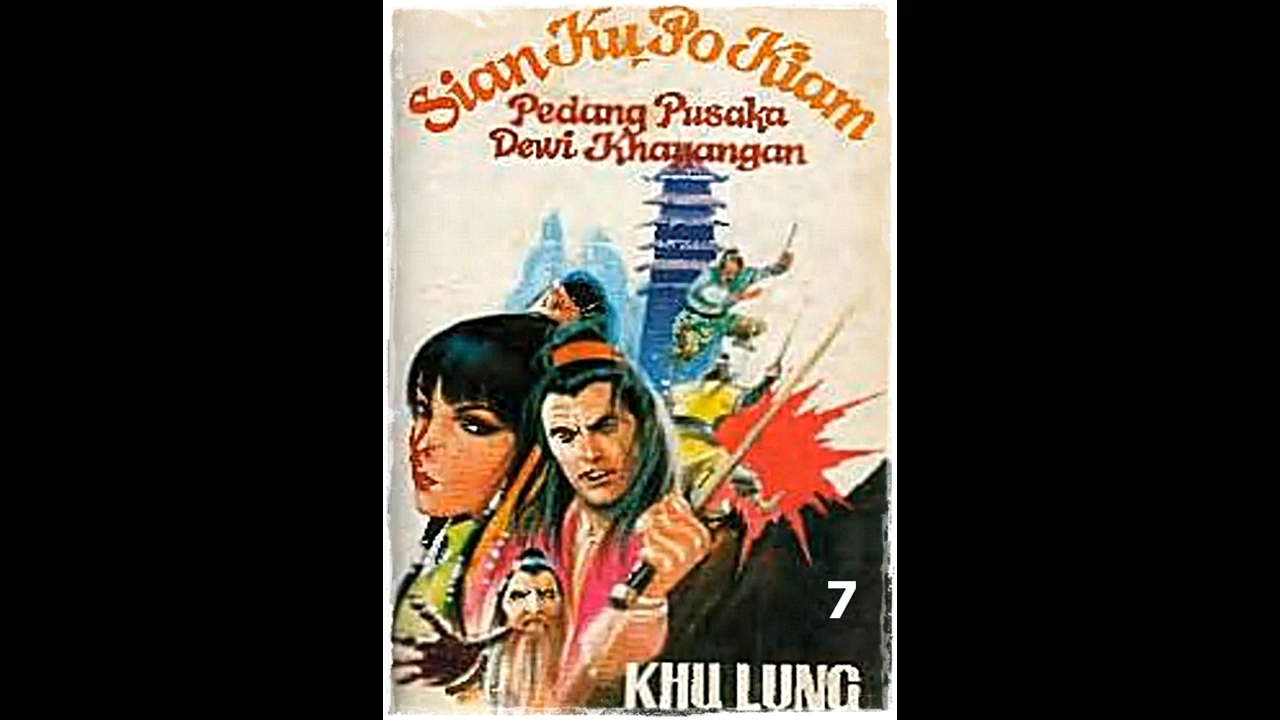 Sian Ku Po Kiam
Pedang Pusaka
Dewi Khayangan
7
KHU LUNG